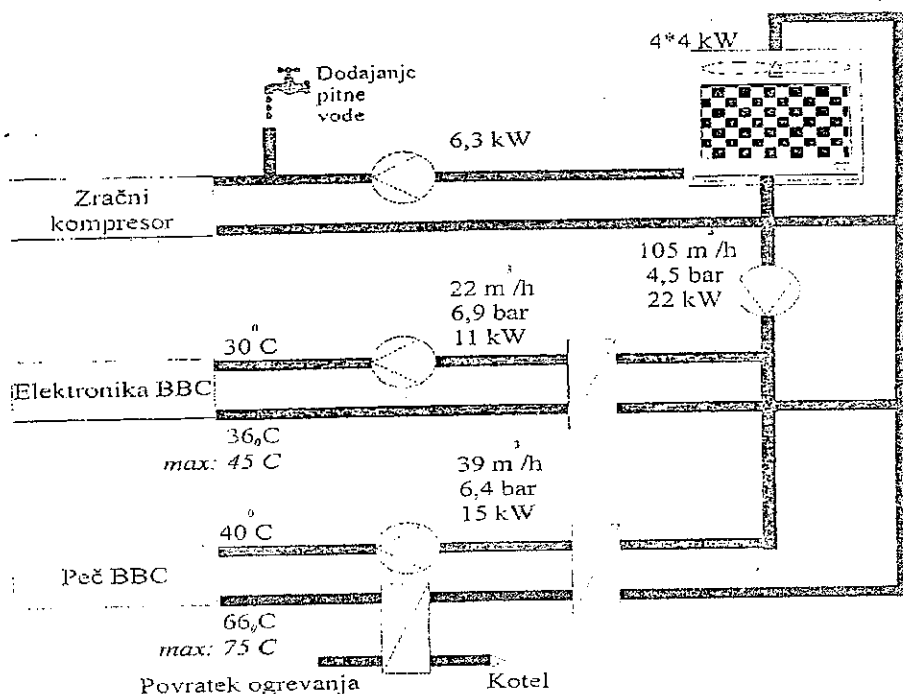 4*4 kW
Dodajanje
pitne
vode
6,3 kW
Zračni
kompresor
105 m³/h
4,5 bar
22 kW
22 m³/h
6,9 bar
11 kW
30°C
Elektronika BBC
36°C
max: 45 C
39 m³/h
6,4 bar
15 kW
40°C
Peč BBC
66°C
max: 75 C
Povratek ogrevanja
Kotel